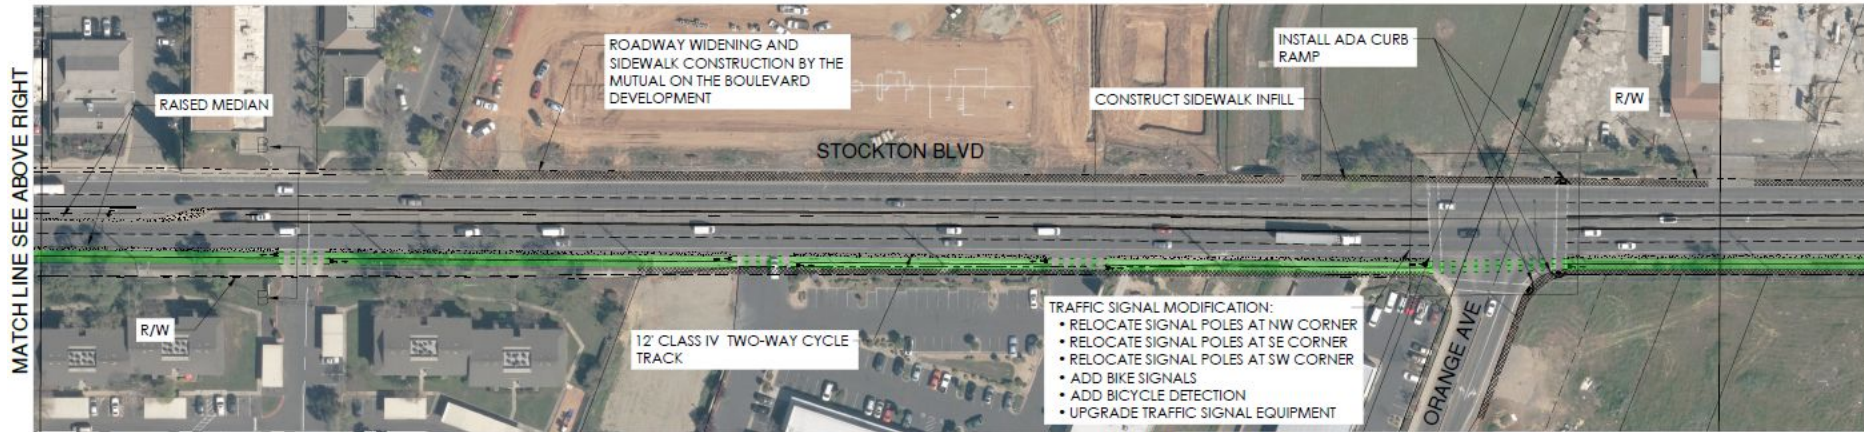 MATCH LINE SEE ABOVE RIGHT
RAISED MEDIAN
ROADWAY WIDENING AND
SIDEWALK CONSTRUCTION BY THE
MUTUAL ON THE BOULEVARD
DEVELOPMENT
CONSTRUCT SIDEWALK INFILL
INSTALL ADA CURB
RAMP
R/W
STOCKTON BLVD
B
B
R/W
12' CLASS IV TWO-WAY CYCLE
TRACK
TRAFFIC SIGNAL MODIFICATION:
• RELOCATE SIGNAL POLES AT NW CORNER
• RELOCATE SIGNAL POLES AT SE CORNER
• RELOCATE SIGNAL POLES AT SW CORNER
• ADD BIKE SIGNALS
• ADD BICYCLE DETECTION
• UPGRADE TRAFFIC SIGNAL EQUIPMENT
ORANGE AVE